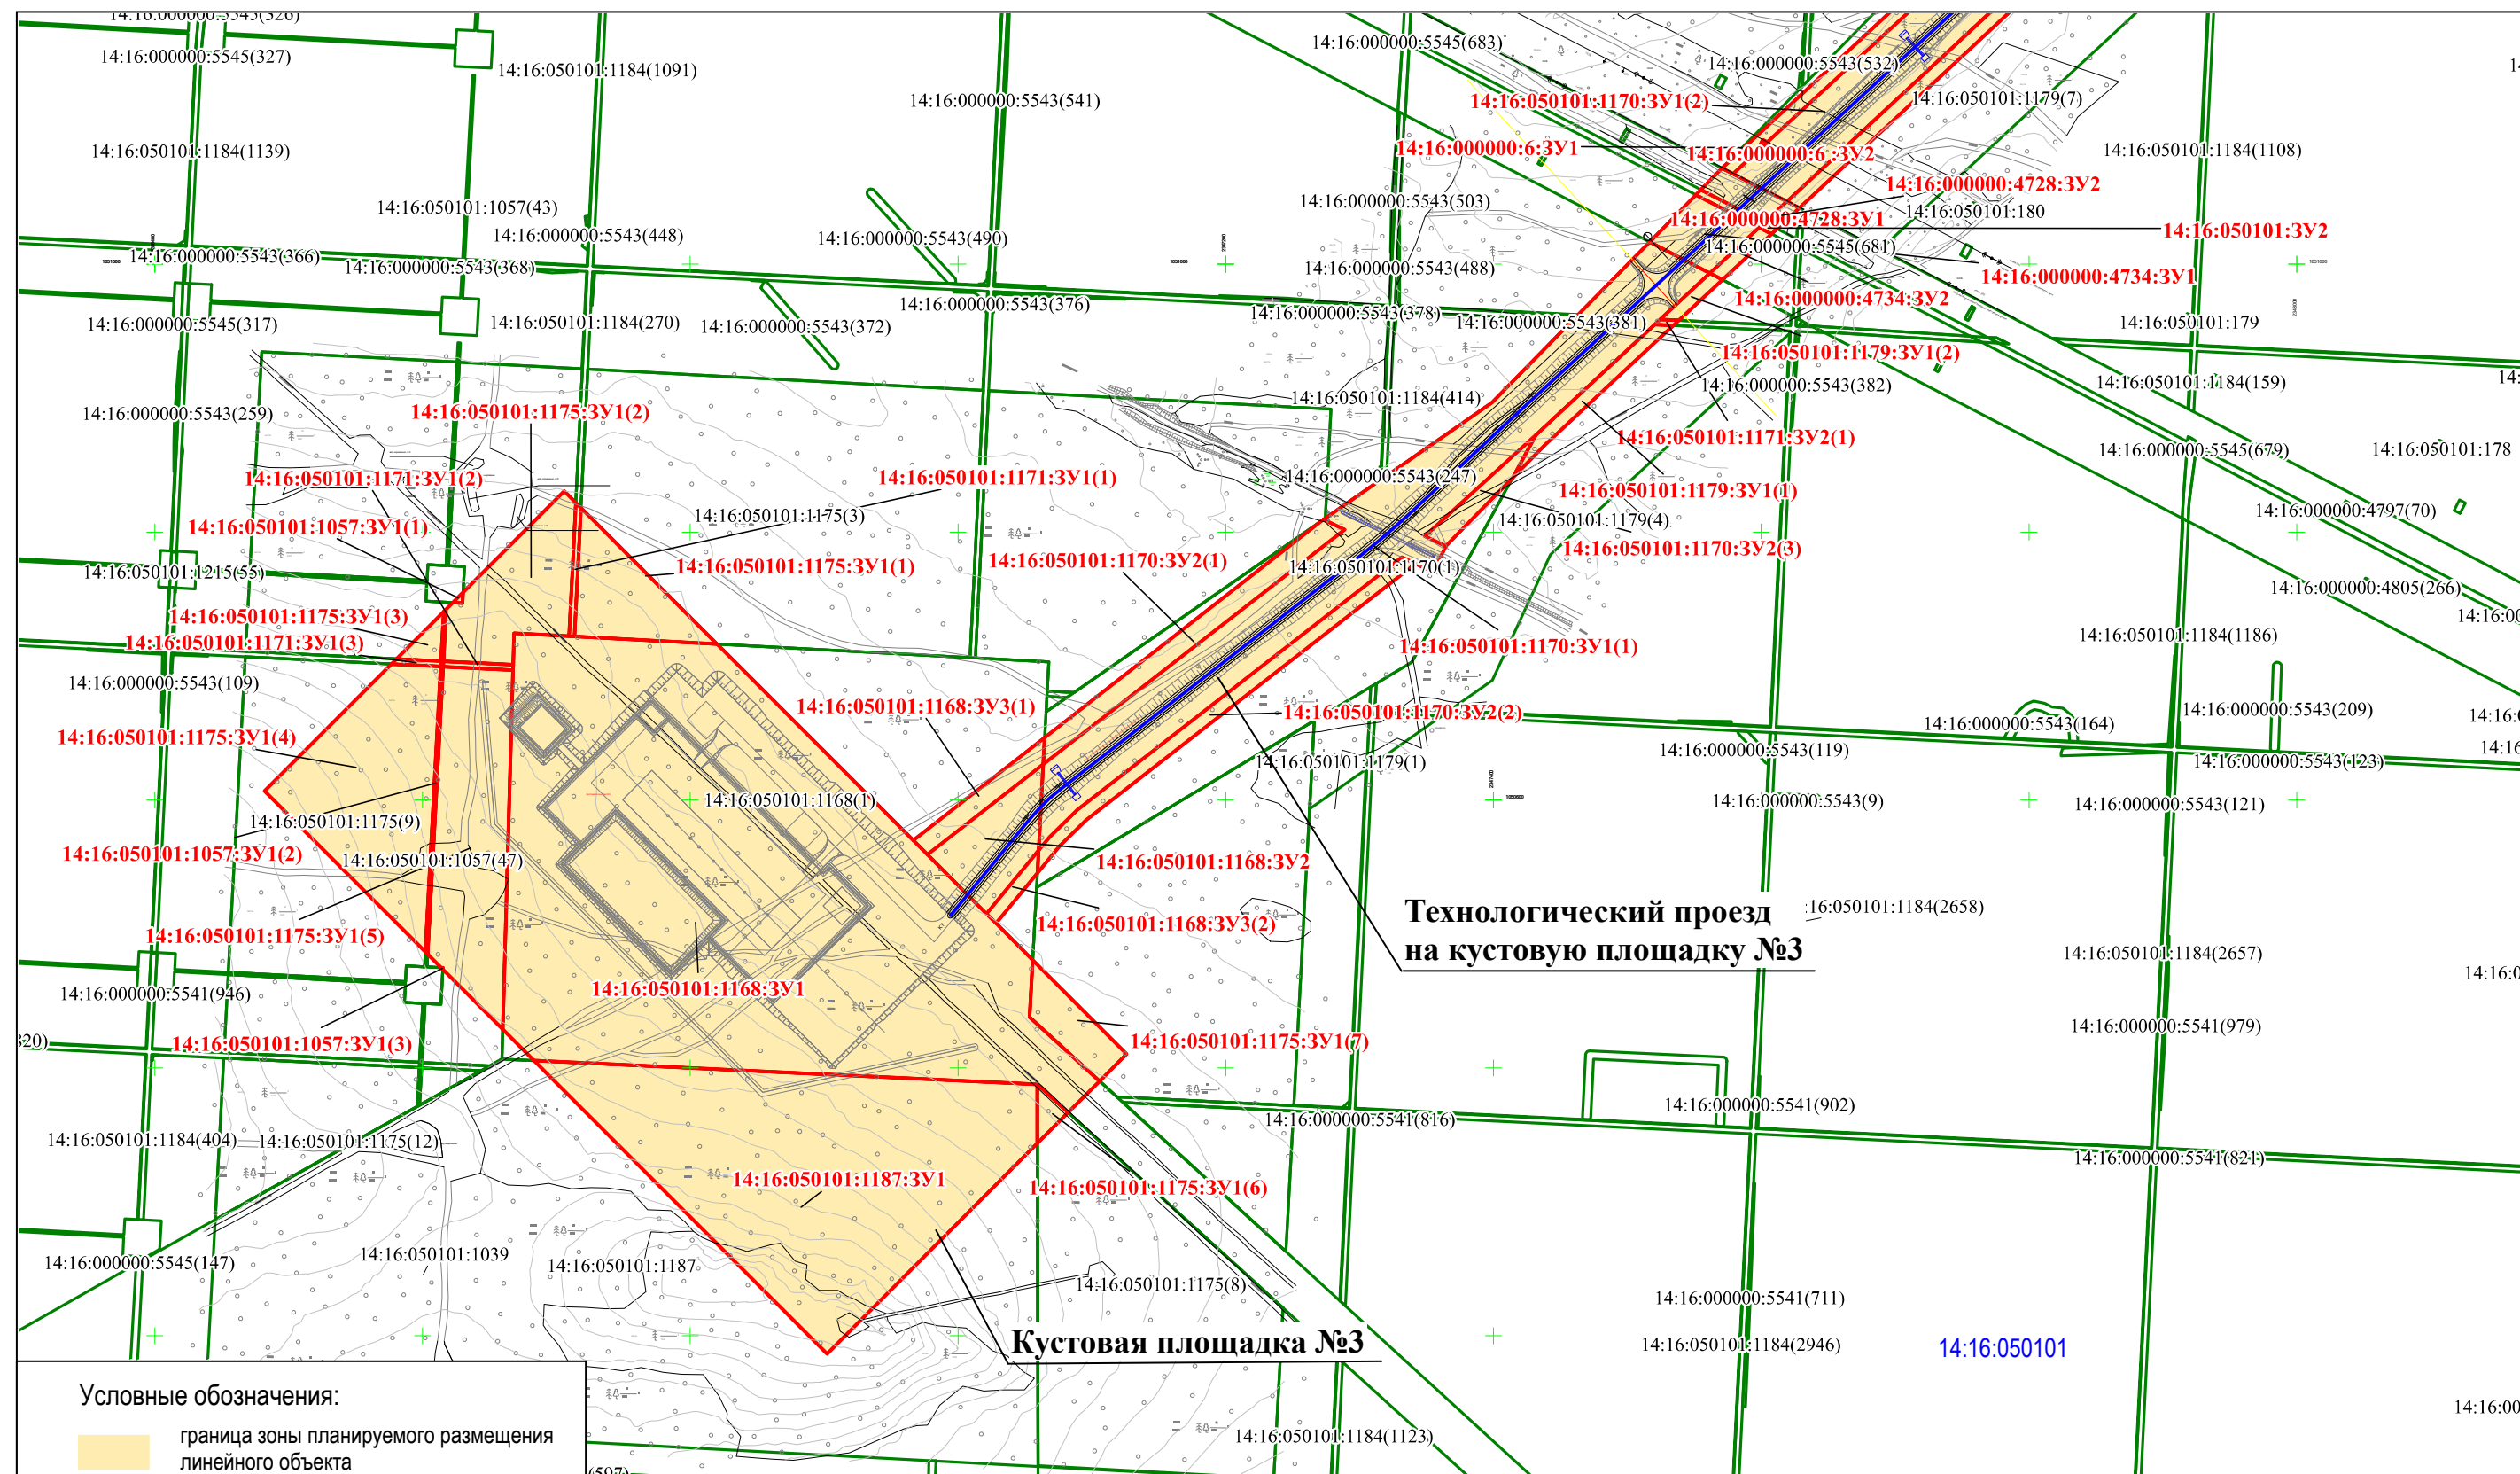 14:16:000000:5545(326)
14:16:000000:5545(327)
14:16:050101:1184(1091)
14:16:000000:5543(541)
14:16:000000:5545(683)
14:16:000000:5543(532)
14:16:050101:1170:ЗУ1(2)
14:16:050101:1179(7)
14:16:050101:1184(1139)
14:16:000000:6:ЗУ1
14:16:000000:6 :ЗУ2
14:16:050101:1184(1108)
14:16:000000:4728:ЗУ2
14:16:050101:1057(43)
14:16:000000:5543(503)
14:16:000000:4728:ЗУ1
14:16:050101:180
14:16:000000:5543(448)
14:16:000000:5543(490)
14:16:050101:ЗУ2
14:16:000000:5545(681)
14:16:000000:5543(366)
14:16:000000:5543(368)
14:16:000000:5543(488)
14:16:000000:4734:ЗУ1
14:16:000000:5543(376)
14:16:000000:4734:ЗУ2
14:16:000000:5543(378)
14:16:000000:5543(381)
14:16:000000:5545(317)
14:16:050101:1184(270)
14:16:000000:5543(372)
14:16:050101:179
14:16:050101:1179:ЗУ1(2)
14:16:000000:5543(382)
14:16:050101:1184(159)
14:16:000000:5543(259)
14:16:050101:1175:ЗУ1(2)
14:16:050101:1184(414)
14:16:050101:1171:ЗУ2(1)
14:16:000000:5545(679)
14:16:050101:178
14:16:050101:1171:ЗУ1(2)
14:16:050101:1171:ЗУ1(1)
14:16:000000:5543(247)
14:16:050101:1179:ЗУ1(1)
14:16:050101:1057:ЗУ1(1)
14:16:050101:1175(3)
14:16:050101:1179(4)
14:16:000000:4797(70)
14:16:050101:1215(55)
14:16:050101:1175:ЗУ1(1)
14:16:050101:1170:ЗУ2(1)
14:16:050101:1170(1)
14:16:050101:1170:ЗУ2(3)
14:16:000000:4805(266)
14:16:050101:1175:ЗУ1(3)
14:16:050101:1171:ЗУ1(3)
14:16:050101:1170:ЗУ1(1)
14:16:050101:1184(1186)
14:16:000000:5543(109)
14:16:050101:1168:ЗУ3(1)
14:16:050101:1170:ЗУ2(2)
14:16:000000:5543(164)
14:16:000000:5543(209)
14:16:050101:1175:ЗУ1(4)
14:16:050101:1179(1)
14:16:000000:5543(119)
14:16:000000:5543(123)
14:16:050101:1168(1)
14:16:000000:5543(9)
14:16:000000:5543(121)
14:16:050101:1175(9)
14:16:050101:1057:ЗУ1(2)
14:16:050101:1057(47)
14:16:050101:1168:ЗУ2
Технологический проезд
на кустовую площадку №3
:16:050101:1184(2658)
14:16:050101:1168:ЗУ3(2)
14:16:050101:1175:ЗУ1(5)
14:16:050101:1184(2657)
14:16:000000:5541(946)
14:16:050101:1168:ЗУ1
14:16:000000:5541(979)
820)
14:16:050101:1057:ЗУ1(3)
14:16:050101:1175:ЗУ1(7)
14:16:000000:5541(816)
14:16:000000:5541(902)
14:16:050101:1184(404)
14:16:050101:1175(12)
14:16:000000:5541(821)
14:16:050101:1187:ЗУ1
14:16:050101:1175:ЗУ1(6)
14:16:000000:5545(147)
14:16:050101:1039
14:16:050101:1187
14:16:050101:1175(8)
14:16:000000:5541(711)
Кустовая площадка №3
14:16:050101:1184(2946)
14:16:050101
14:16:050101:1184(1123)
Условные обозначения:
граница зоны планируемого размещения
линейного объекта